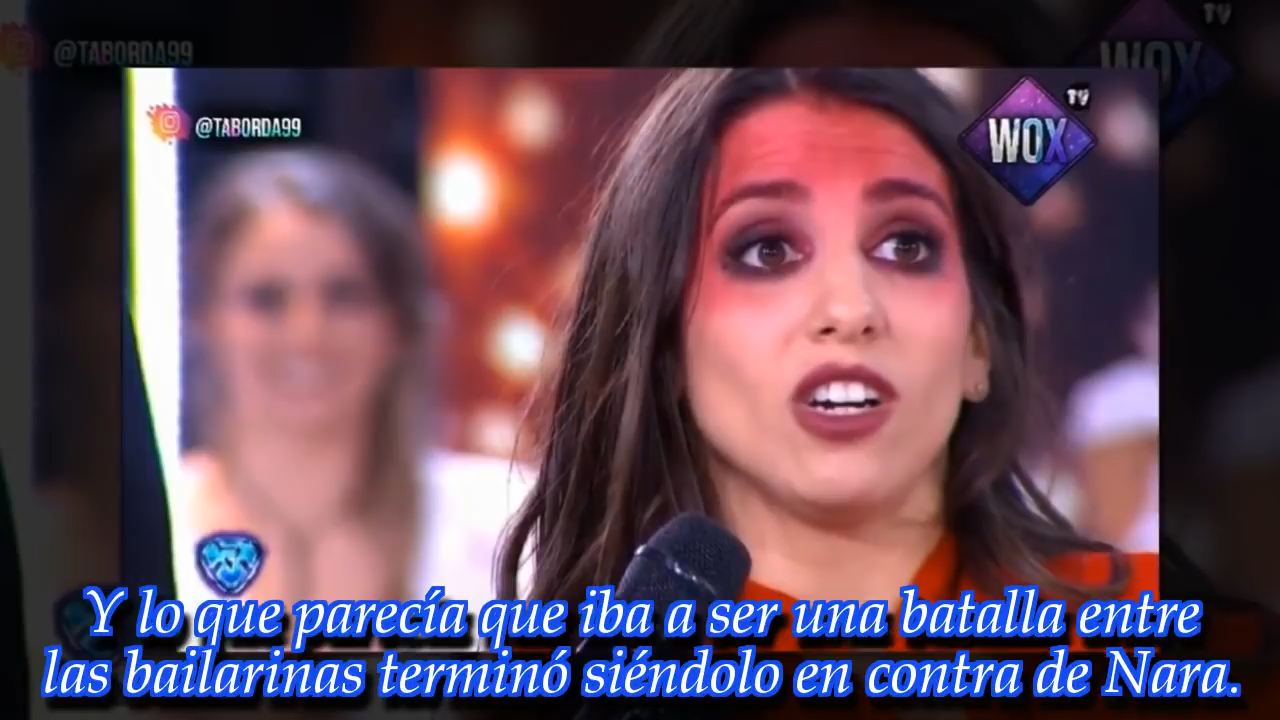 @TABORDA99
TV
WOX
@TABORDA99
TV
WOX
Y lo que parecía que iba a ser una batalla entre
las bailarinas terminó siéndolo en contra de Nara.